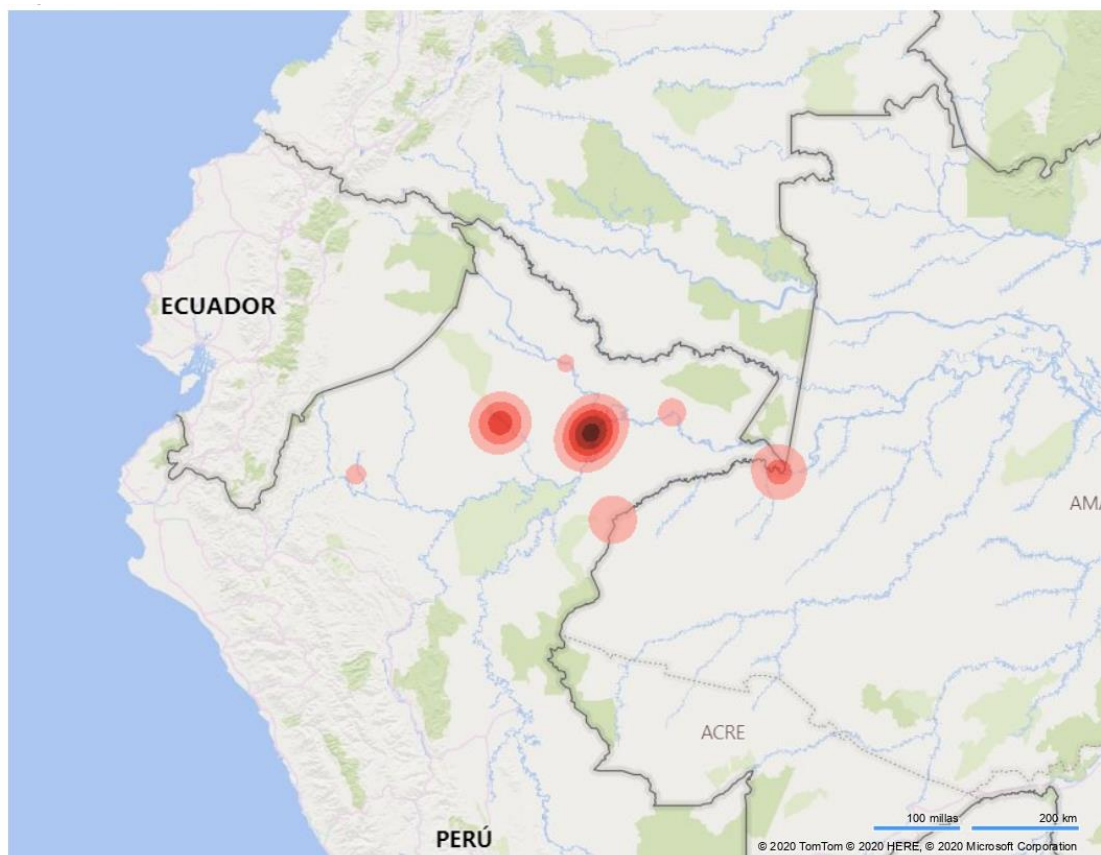 ECUADOR
AMA
ACRE
PERÚ
100 millas
200 km
© 2020 TomTom © 2020 HERE, © 2020 Microsoft Corporation